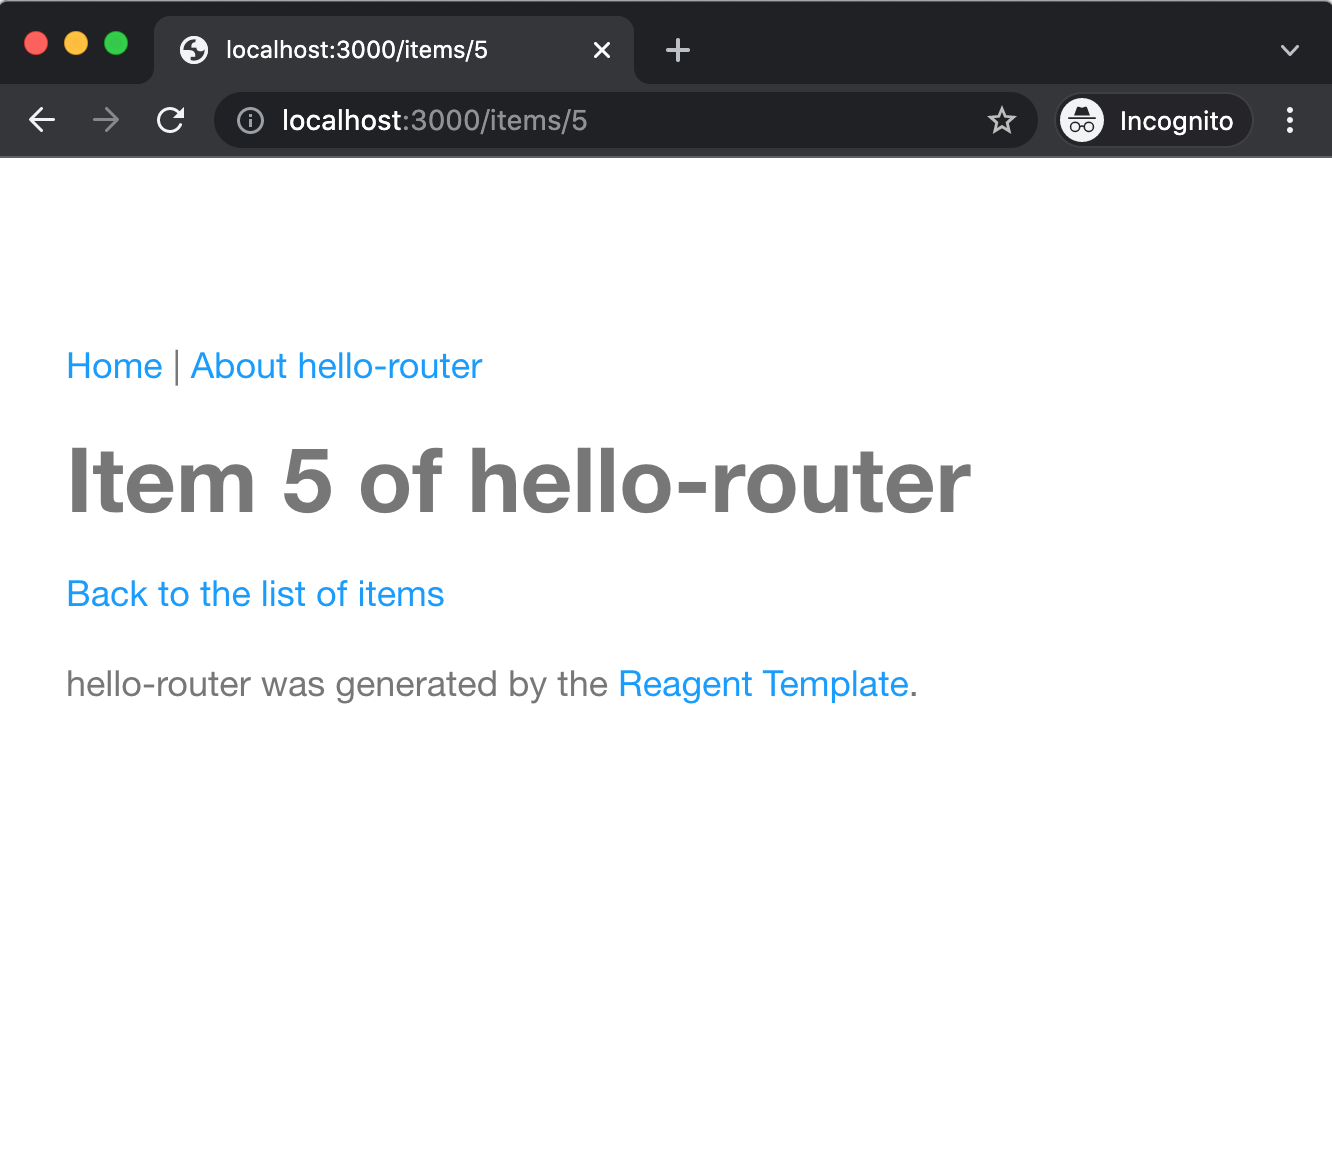 localhost:3000/items/5
localhost:3000/items/5
Incognito
Home | About hello-router
Item 5 of hello-router
Back to the list of items
hello-router was generated by the Reagent Template.